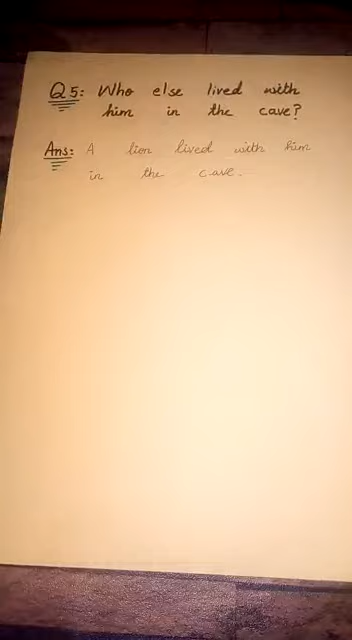 Q5: Who else lived with
him in the cave?
Ans: A lion lived with him
in the cave.